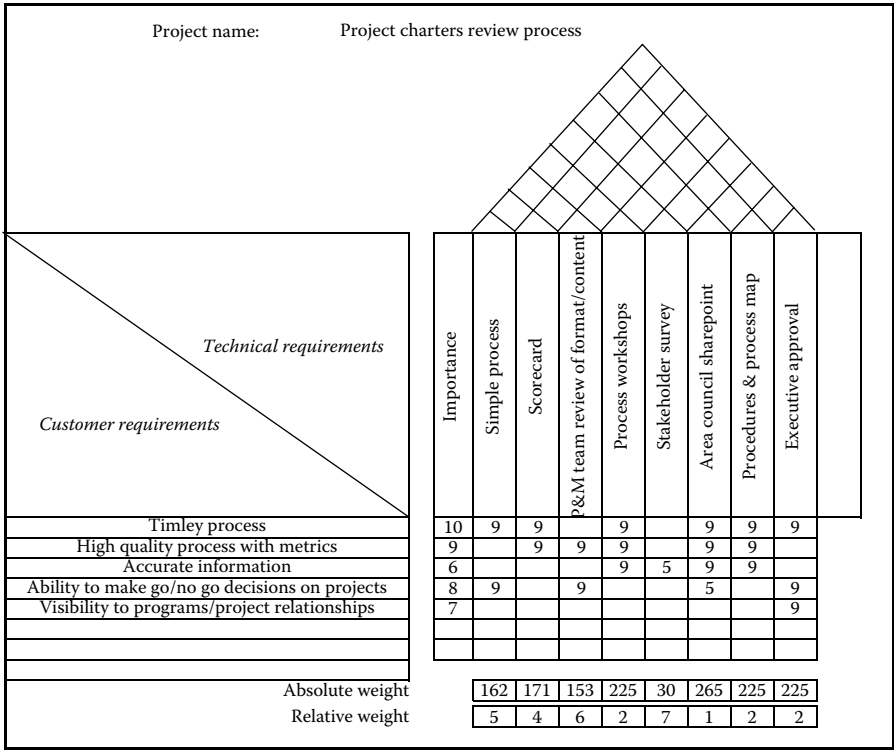 Project name: Project charters review process
Technical requirements
Customer requirements
Importance
Simple process
Scorecard
P&M team review of format/content
Process workshops
Stakeholder survey
Area council sharepoint
Procedures & process map
Executive approval
Timley process 10 9 9 9 9 9 9
High quality process with metrics 9 9 9 9 9 9
Accurate information 6 9 5 9 9
Ability to make go/no go decisions on projects 8 9 9 5 9
Visibility to programs/project relationships 7 9
Absolute weight 162 171 153 225 30 265 225 225
Relative weight 5 4 6 2 7 1 2 2